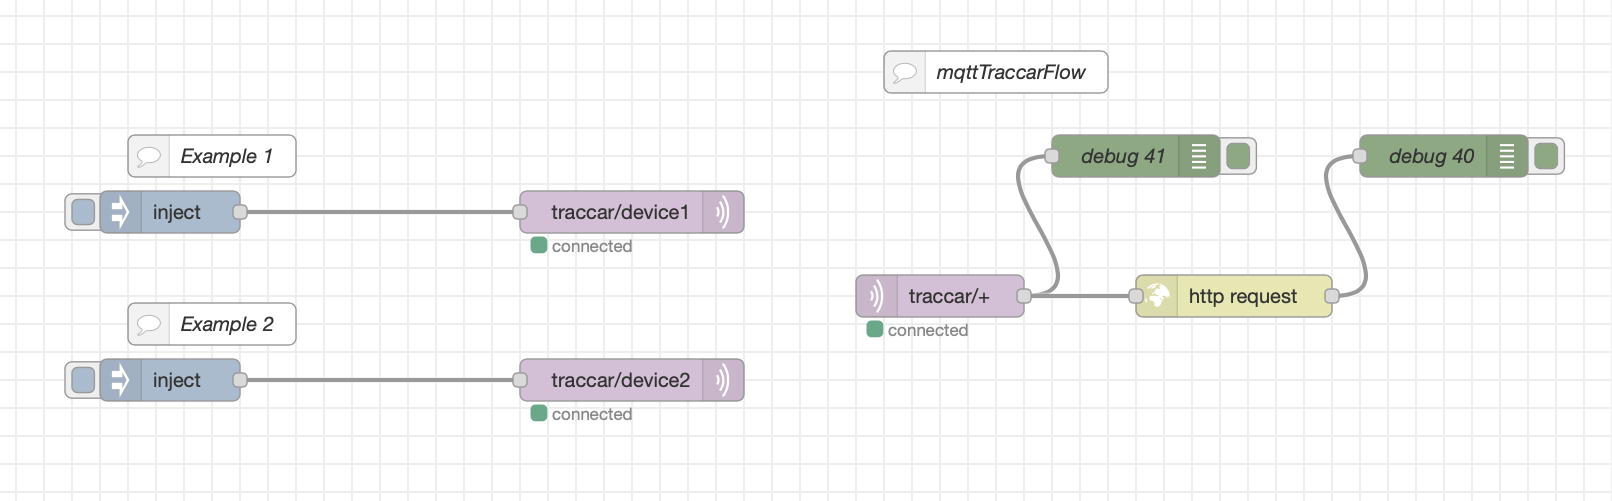 mqttTraccarFlow
Example 1
debug 41
debug 40
inject
traccar/device1
connected
traccar/+
http request
connected
Example 2
inject
traccar/device2
connected